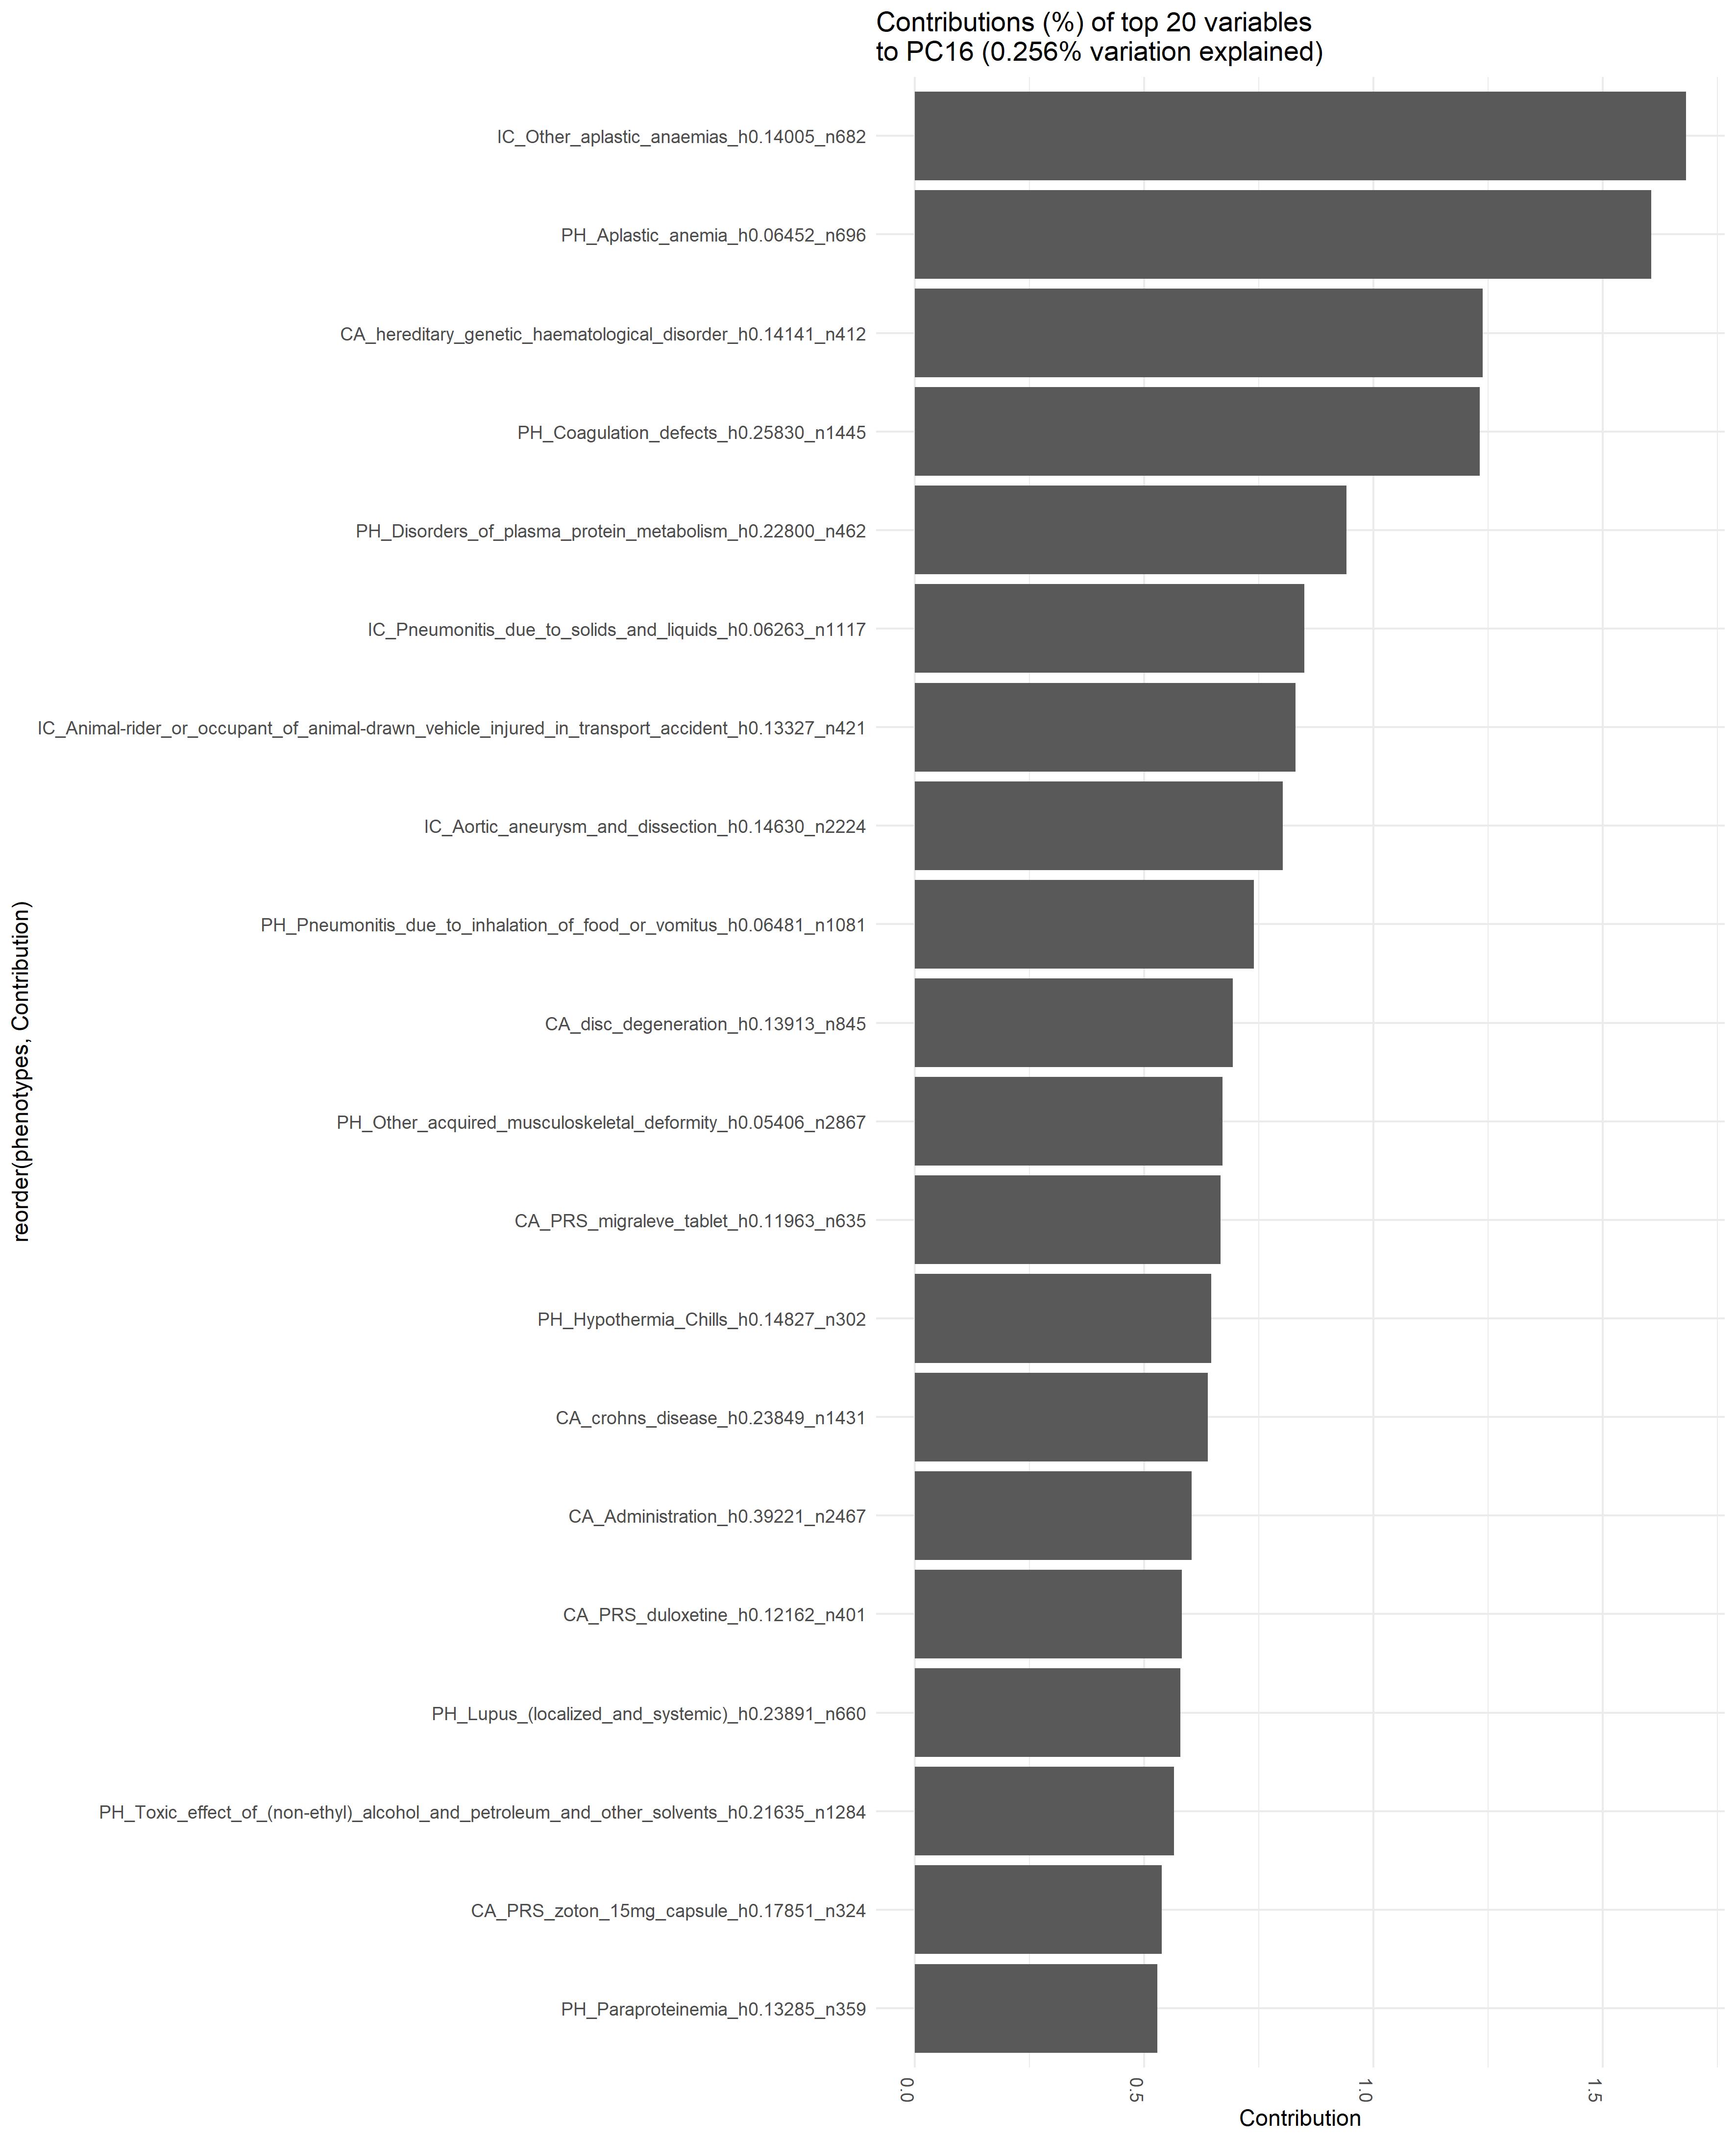 Contributions (%) of top 20 variables
to PC16 (0.256% variation explained)
IC_Other_aplastic_anaemias_h0.14005_n682
PH_Aplastic_anemia_h0.06452_n696
CA_hereditary_genetic_haematological_disorder_h0.14141_n412
PH_Coagulation_defects_h0.25830_n1445
PH_Disorders_of_plasma_protein_metabolism_h0.22800_n462
IC_Pneumonitis_due_to_solids_and_liquids_h0.06263_n1117
IC_Animal-rider_or_occupant_of_animal-drawn_vehicle_injured_in_transport_accident_h0.13327_n421
IC_Aortic_aneurysm_and_dissection_h0.14630_n2224
PH_Pneumonitis_due_to_inhalation_of_food_or_vomitus_h0.06481_n1081
CA_disc_degeneration_h0.13913_n845
PH_Other_acquired_musculoskeletal_deformity_h0.05406_n2867
CA_PRS_migraleve_tablet_h0.11963_n635
PH_Hypothermia_Chills_h0.14827_n302
CA_crohns_disease_h0.23849_n1431
CA_Administration_h0.39221_n2467
CA_PRS_duloxetine_h0.12162_n401
PH_Lupus_(localized_and_systemic)_h0.23891_n660
PH_Toxic_effect_of_(non-ethyl)_alcohol_and_petroleum_and_other_solvents_h0.21635_n1284
CA_PRS_zoton_15mg_capsule_h0.17851_n324
PH_Paraproteinemia_h0.13285_n359
reorder(phenotypes, Contribution)
0.0
0.5
1.0
1.5
Contribution